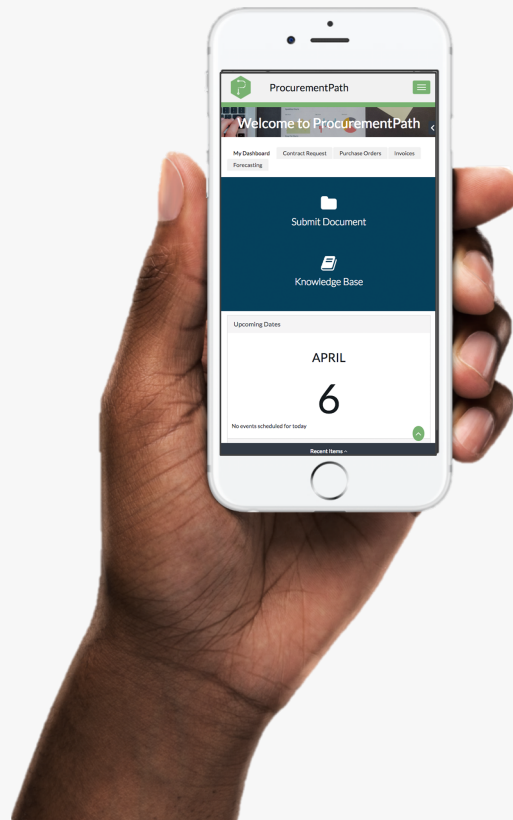 ProcurementPath
Welcome to ProcurementPath
My Dashboard Contract Request Purchase Orders Invoices
Forecasting
Submit Document
Knowledge Base
Upcoming Dates
APRIL
6
No events scheduled for today
Recent Items ~